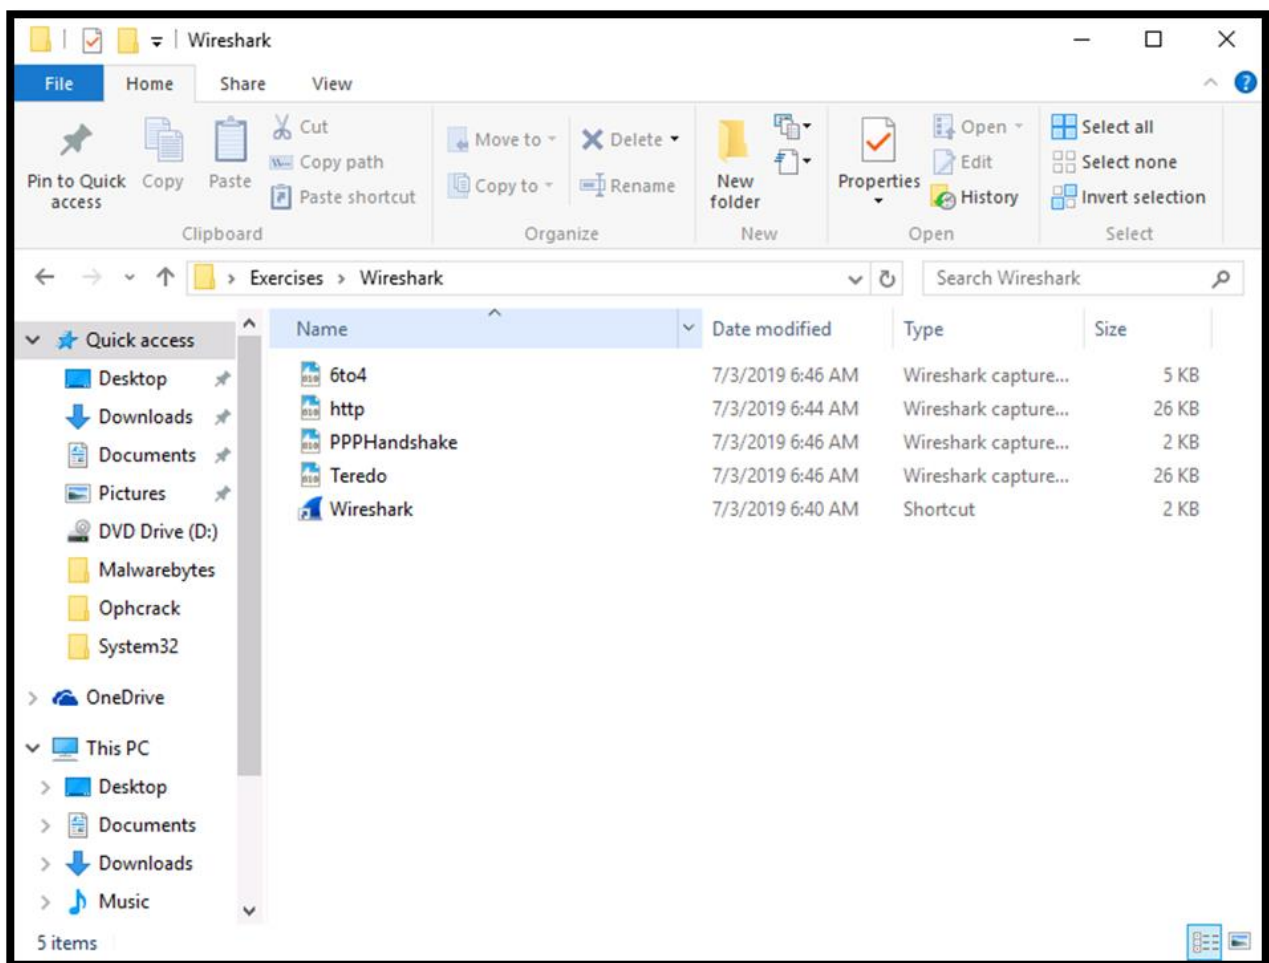 Wireshark
File Home Share View
Pin to Quick access
Copy
Paste
Cut
Copy path
Paste shortcut
Clipboard
Move to
Copy to
Delete
Rename
Organize
New folder
New
Properties
Open
Edit
History
Open
Select all
Select none
Invert selection
Select
Exercises > Wireshark
Search Wireshark
Quick access
Desktop
Downloads
Documents
Pictures
DVD Drive (D:)
Malwarebytes
Ophcrack
System32
OneDrive
This PC
Desktop
Documents
Downloads
Music
Name Date modified Type Size
6to4 7/3/2019 6:46 AM Wireshark capture... 5 KB
http 7/3/2019 6:44 AM Wireshark capture... 26 KB
PPPHandshake 7/3/2019 6:46 AM Wireshark capture... 2 KB
Teredo 7/3/2019 6:46 AM Wireshark capture... 26 KB
Wireshark 7/3/2019 6:40 AM Shortcut 2 KB
5 items